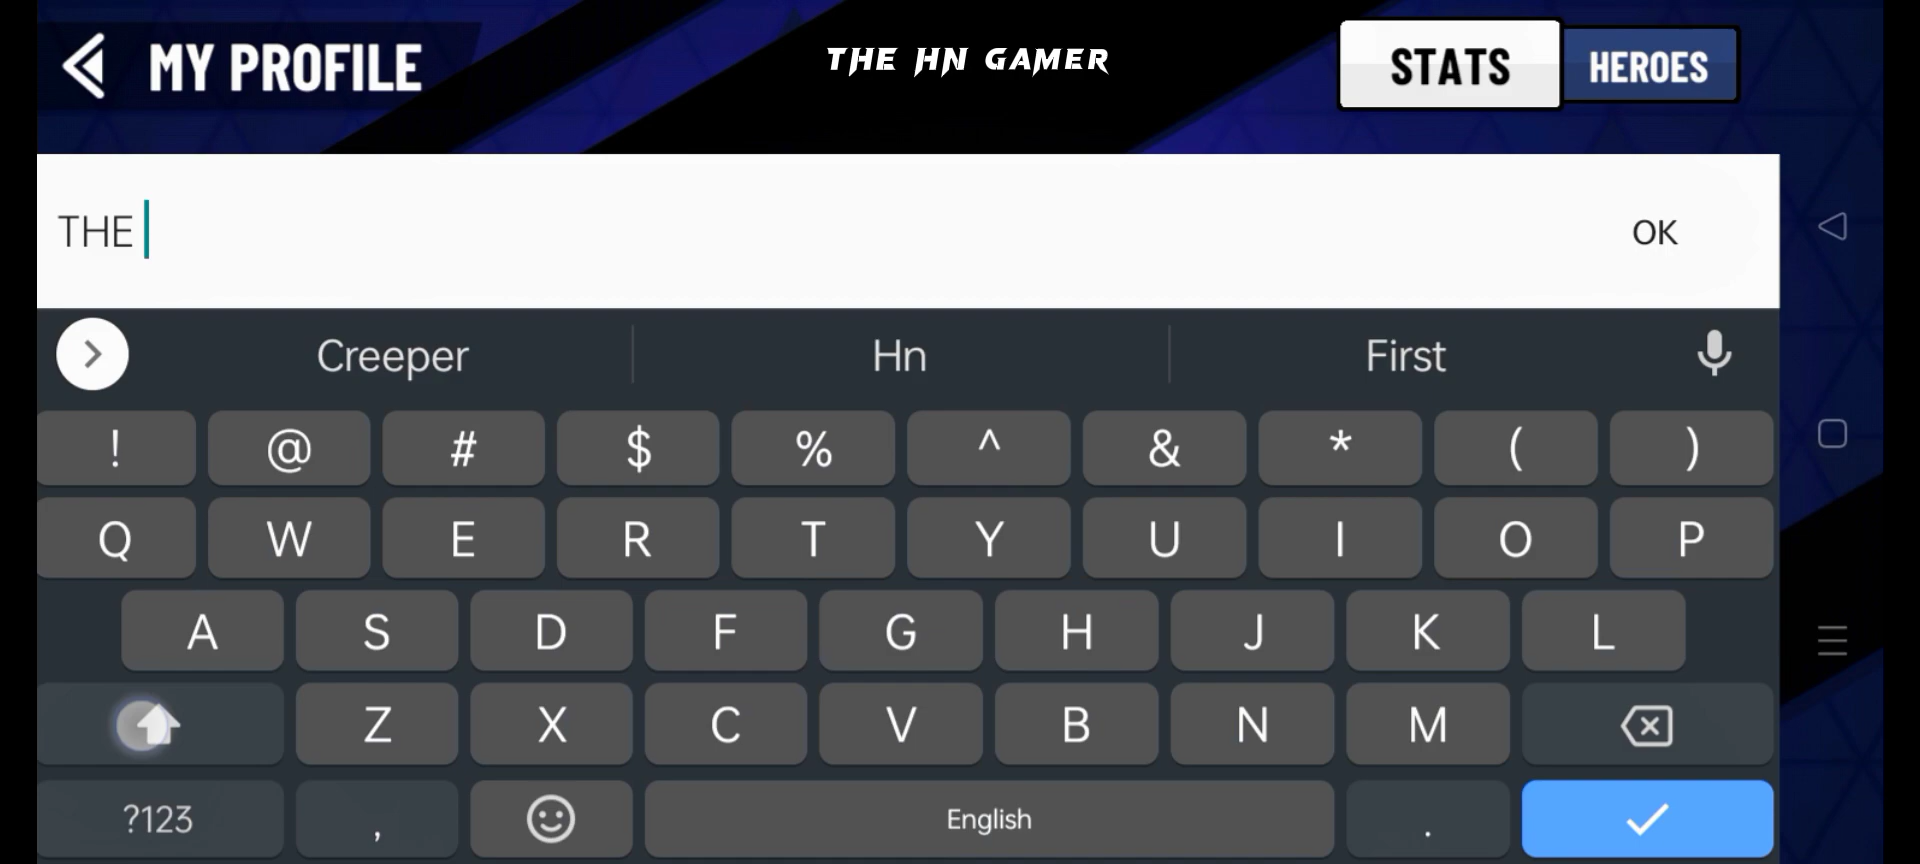 MY PROFILE
THE HN GAMER
STATS
HEROES
THE
OK
Creeper
Hn
First
! @ # $ % ^ & * ( )
Q W E R T Y U I O P
A S D F G H J K L
Z X C V B N M
?123 , English .